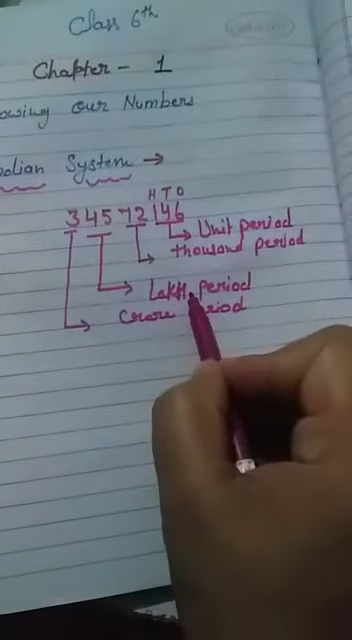 Class 6th
Chapter - 1
owing our Numbers
dian System →
H T O
3 45 72 146
Unit period
thousand period
Lakh period
Crore riod